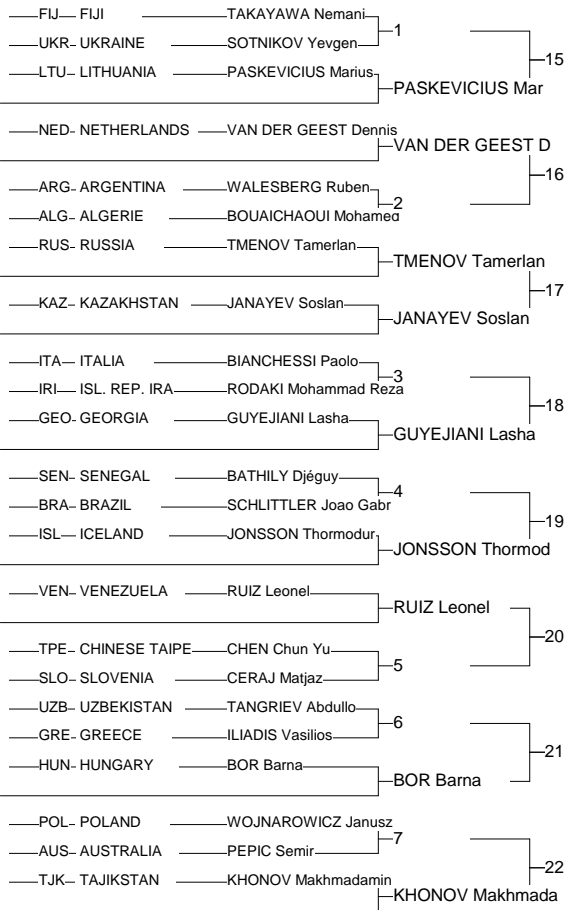 FIJ FIJI TAKAYAWA Nemani
1
UKR UKRAINE SOTNIKOV Yevgen
15
LTU LITHUANIA PASKEVICIUS Marius
PASKEVICIUS Mar
NED NETHERLANDS VAN DER GEEST Dennis
VAN DER GEEST D
16
ARG ARGENTINA WALESBERG Ruben
2
ALG ALGERIE BOUAICHAOUI Mohamed
RUS RUSSIA TMENOV Tamerlan
TMENOV Tamerlan
17
KAZ KAZAKHSTAN JANAYEV Soslan
JANAYEV Soslan
ITA ITALIA BIANCHESSI Paolo
3
IRI ISL. REP. IRA RODAKI Mohammad Reza
18
GEO GEORGIA GUYEJIANI Lasha
GUYEJIANI Lasha
SEN SENEGAL BATHILY Djéguy
4
BRA BRAZIL SCHLITTLER Joao Gabr
19
ISL ICELAND JONSSON Thormodur
JONSSON Thormod
VEN VENEZUELA RUIZ Leonel
RUIZ Leonel
20
TPE CHINESE TAIPE CHEN Chun Yu
5
SLO SLOVENIA CERAJ Matjaz
UZB UZBEKISTAN TANGRIEV Abdullo
6
GRE GREECE ILIADIS Vasilios
21
HUN HUNGARY BOR Barna
BOR Barna
POL POLAND WOJNAROWICZ Janusz
7
AUS AUSTRALIA PEPIC Semir
22
TJK TAJIKSTAN KHONOV Makhmadamin
KHONOV Makhmada